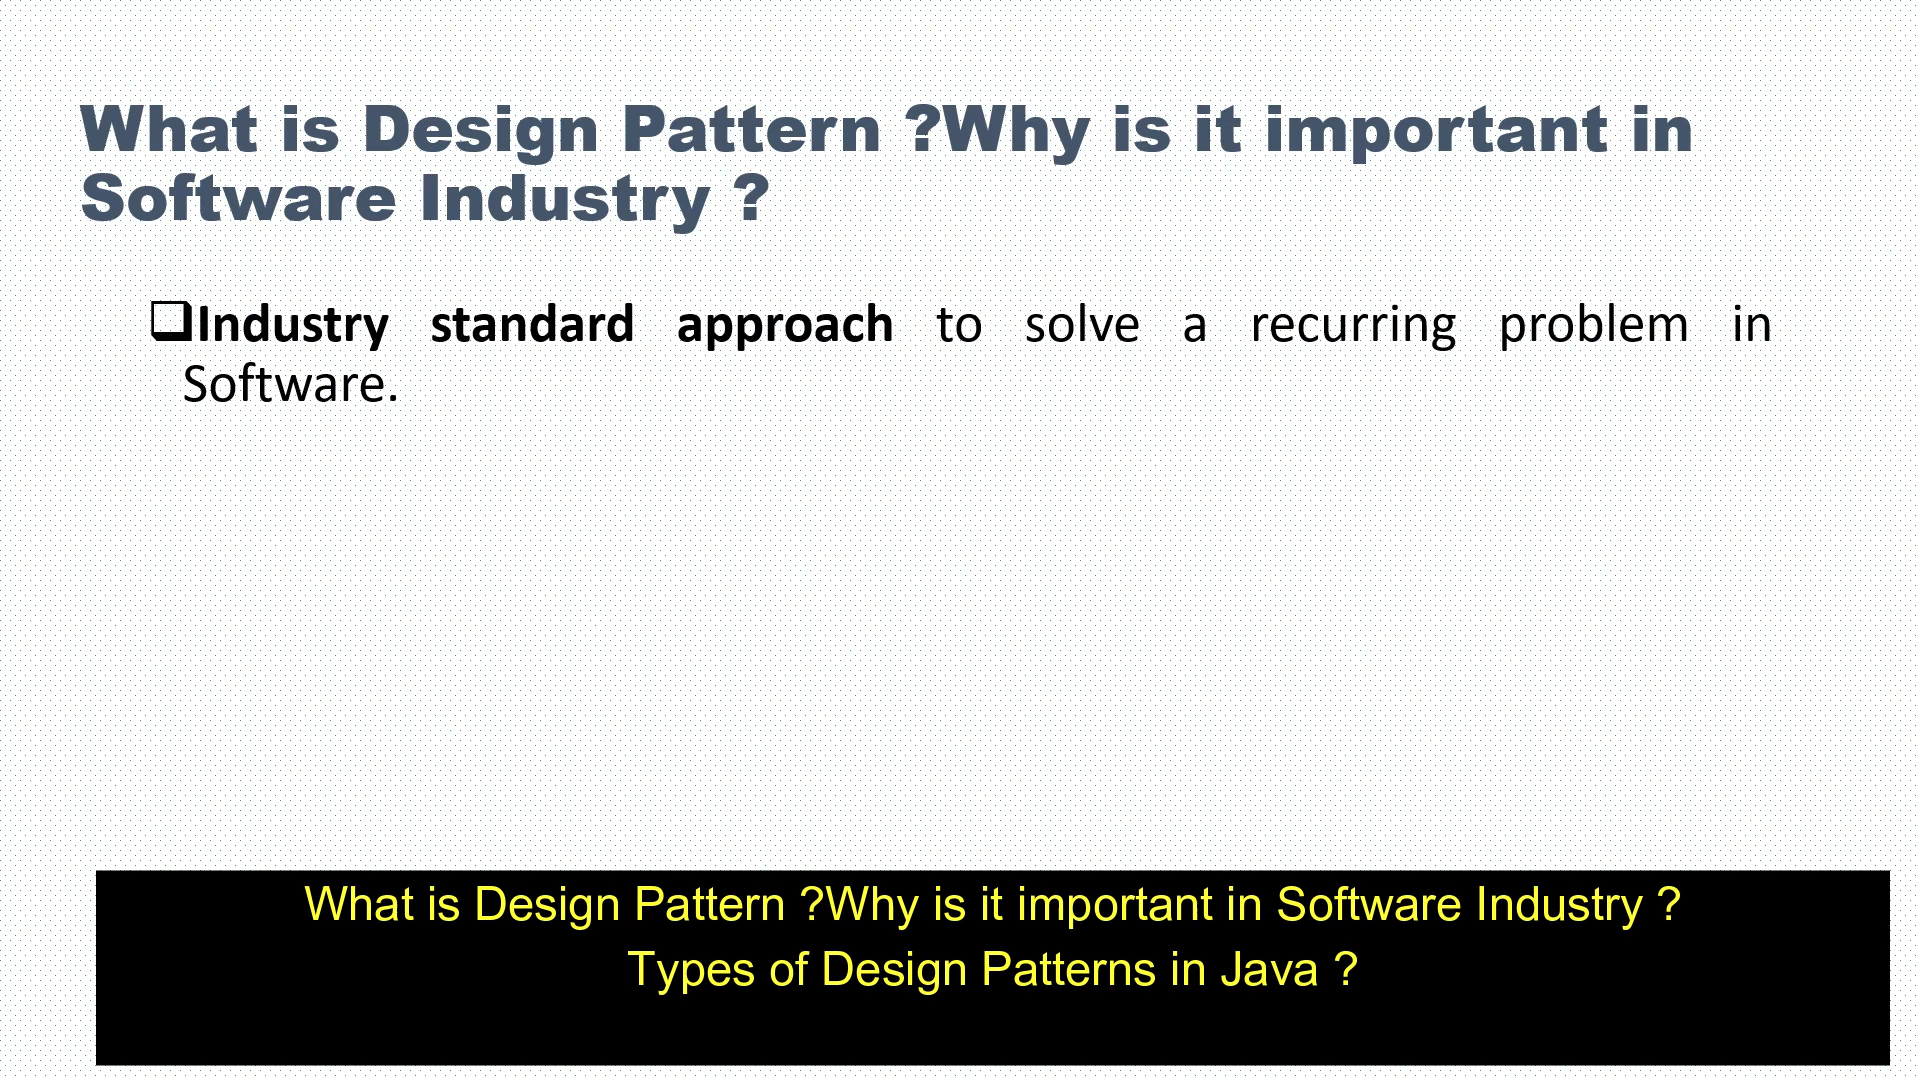 What is Design Pattern ?Why is it important in
Software Industry ?
❑Industry standard approach to solve a recurring problem in
Software.
What is Design Pattern ?Why is it important in Software Industry ?
Types of Design Patterns in Java ?